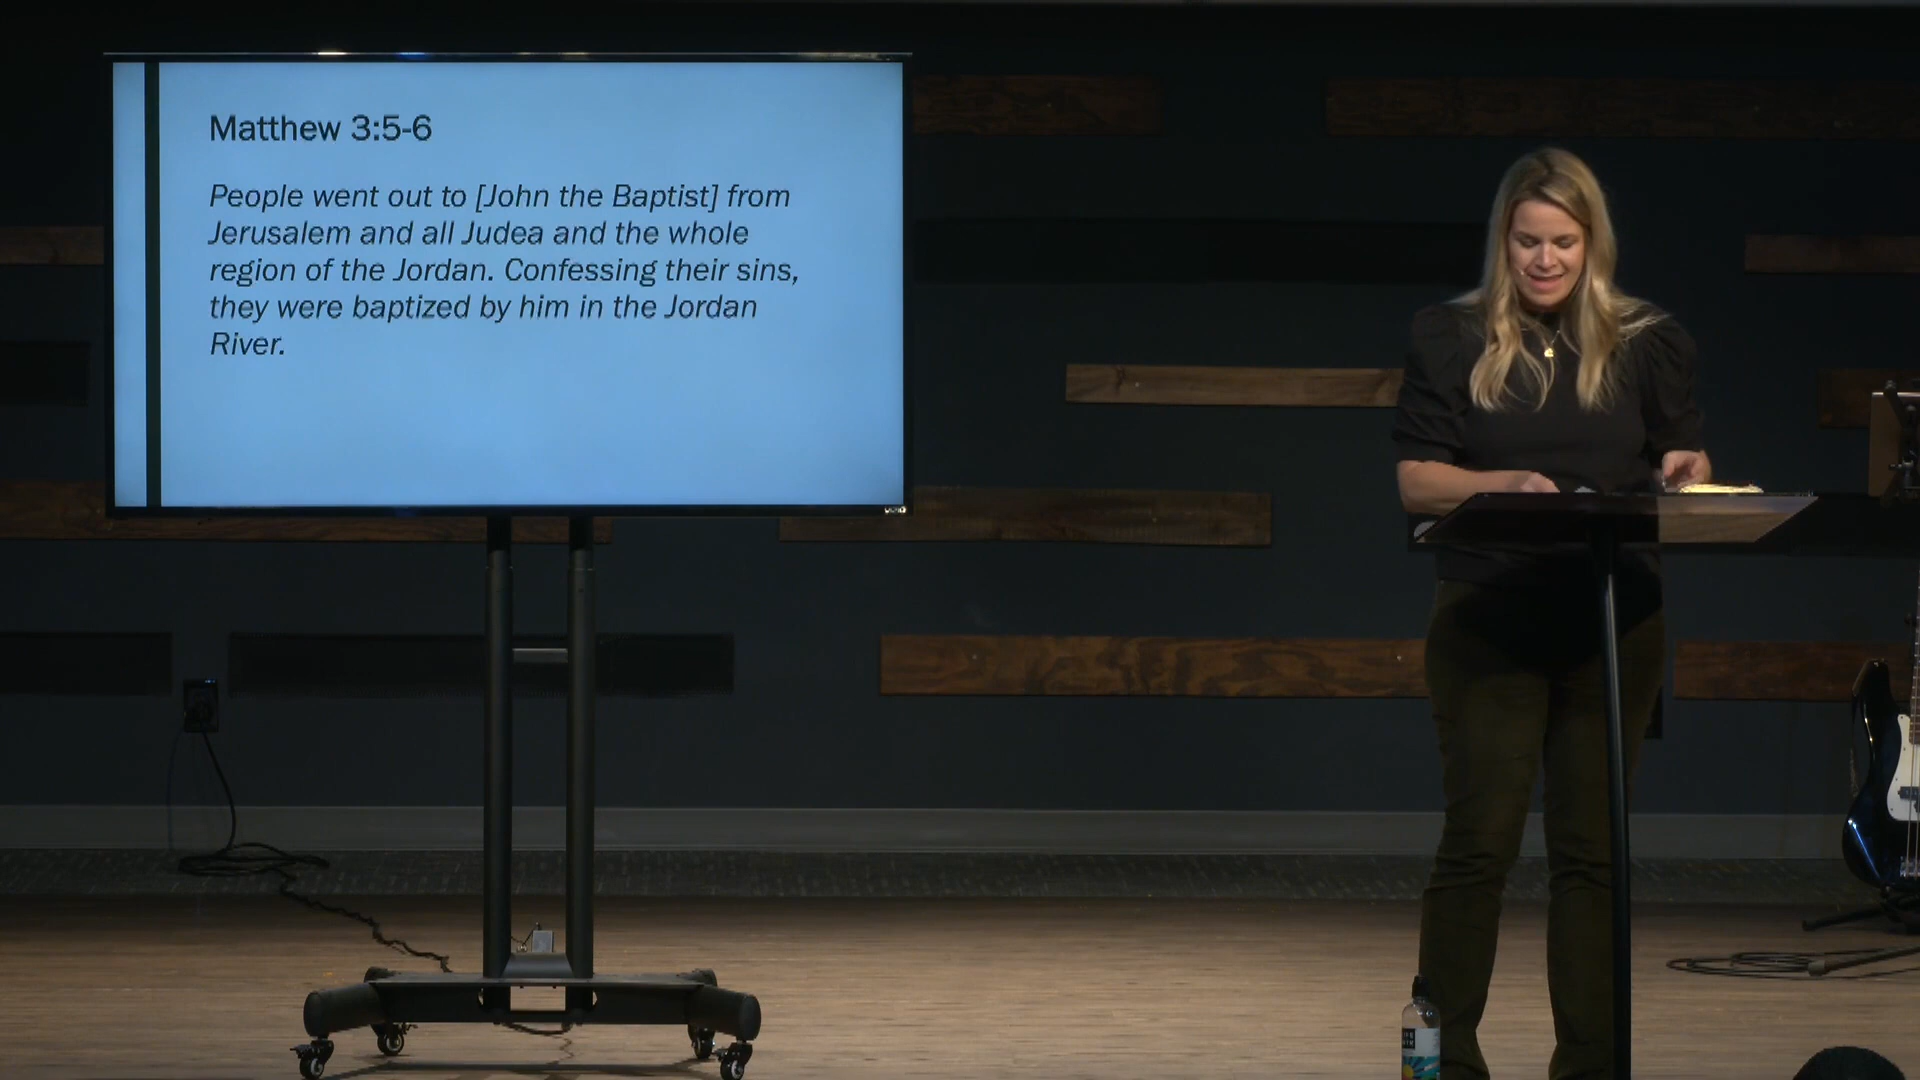 Matthew 3:5-6
People went out to [John the Baptist] from
Jerusalem and all Judea and the whole
region of the Jordan. Confessing their sins,
they were baptized by him in the Jordan
River.